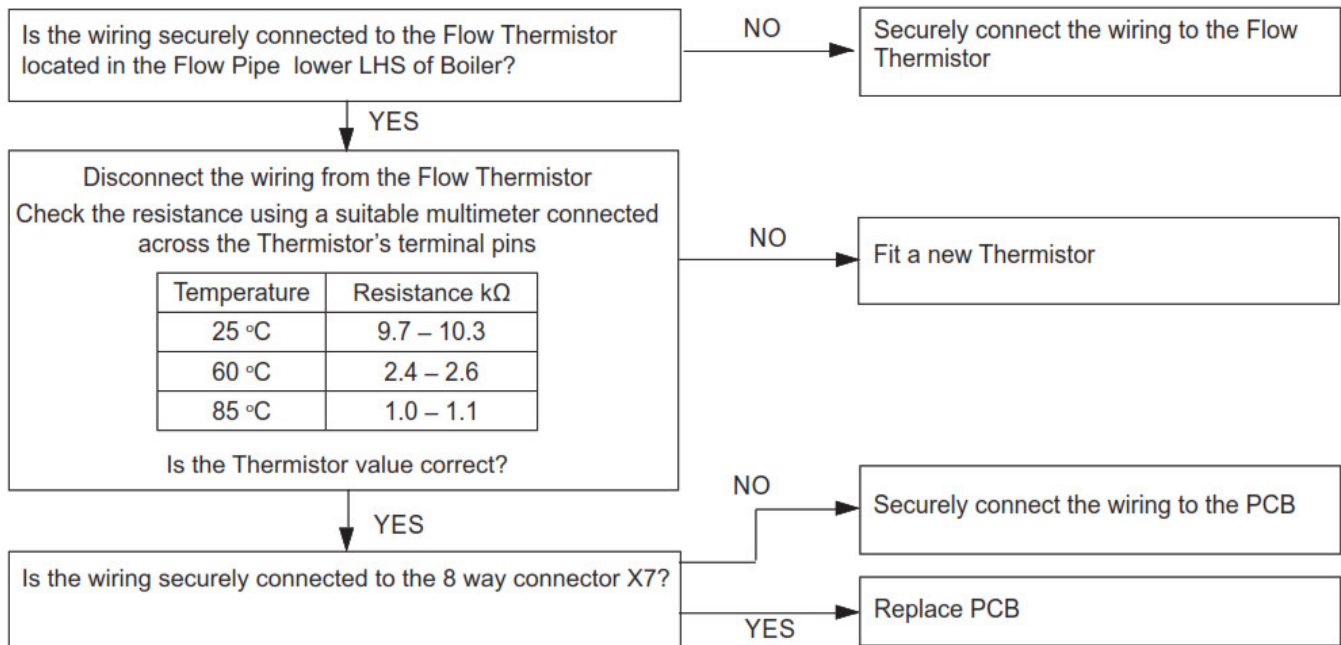 Is the wiring securely connected to the Flow Thermistor
located in the Flow Pipe lower LHS of Boiler?
NO
Securely connect the wiring to the Flow
Thermistor
YES
Disconnect the wiring from the Flow Thermistor
Check the resistance using a suitable multimeter connected
across the Thermistor's terminal pins
NO
Fit a new Thermistor
Temperature Resistance kΩ
25 °C 9.7 – 10.3
60 °C 2.4 – 2.6
85 °C 1.0 – 1.1
Is the Thermistor value correct?
YES
NO
Securely connect the wiring to the PCB
Is the wiring securely connected to the 8 way connector X7?
YES
Replace PCB